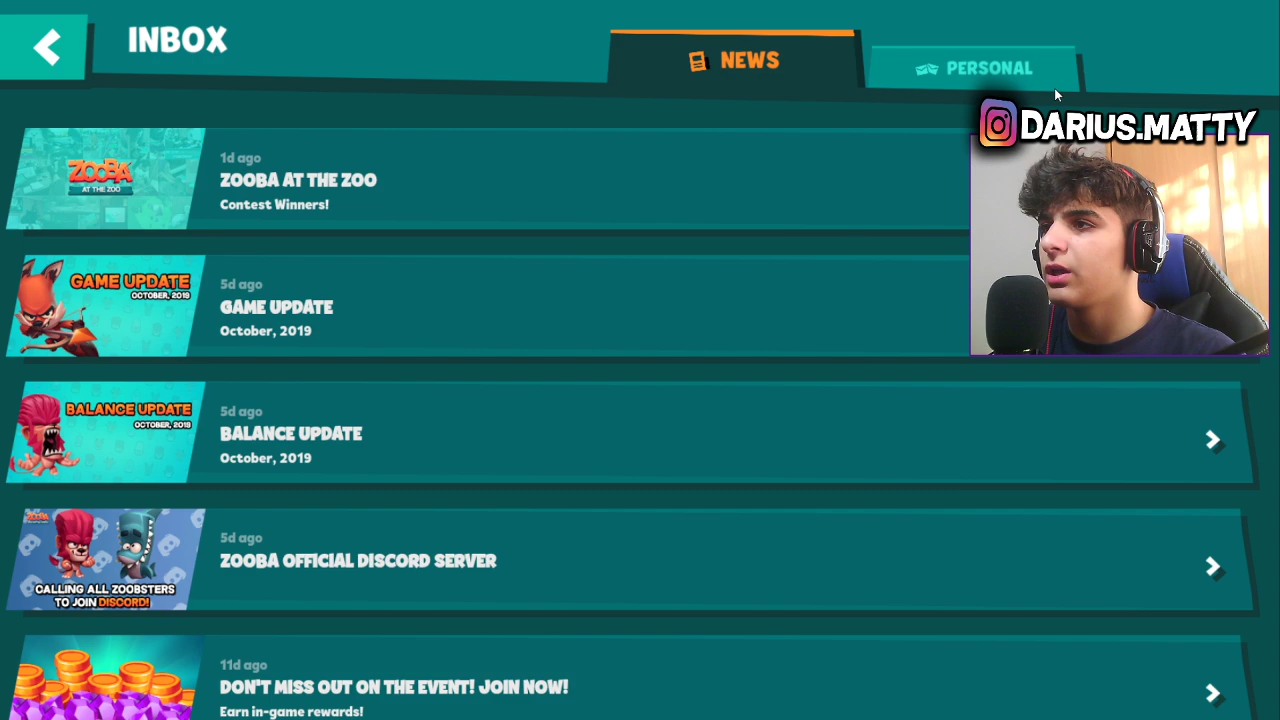 INBOX
NEWS
PERSONAL
DARIUS.MATTY
ZOOBA
AT THE ZOO
1d ago
ZOOBA AT THE ZOO
Contest Winners!
GAME UPDATE
OCTOBER, 2019
5d ago
GAME UPDATE
October, 2019
BALANCE UPDATE
OCTOBER, 2019
5d ago
BALANCE UPDATE
October, 2019
ZOOBA
CALLING ALL ZOOBSTERS
TO JOIN DISCORD!
5d ago
ZOOBA OFFICIAL DISCORD SERVER
11d ago
DON'T MISS OUT ON THE EVENT! JOIN NOW!
Earn in-game rewards!